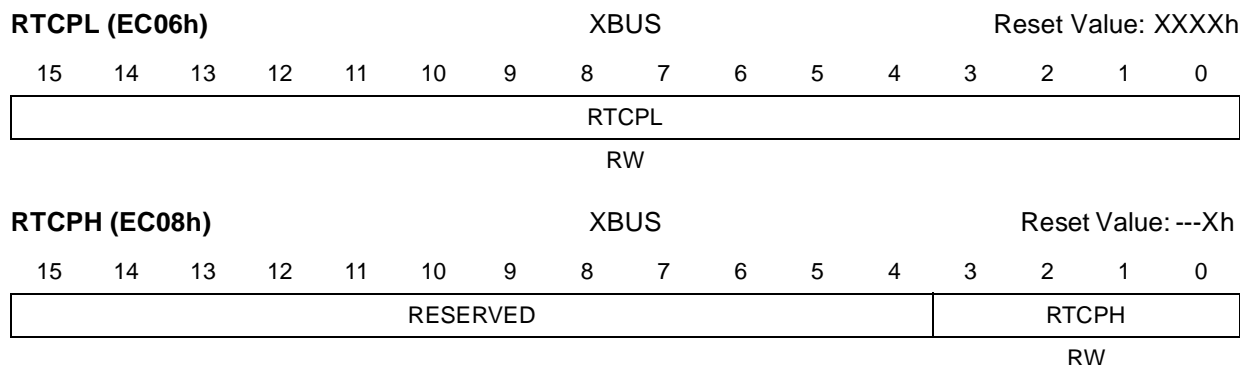 RTCPL (EC06h) XBUS Reset Value: XXXXh
15 14 13 12 11 10 9 8 7 6 5 4 3 2 1 0
RTCPL
RW
RTCPH (EC08h) XBUS Reset Value: ---Xh
15 14 13 12 11 10 9 8 7 6 5 4 3 2 1 0
RESERVED RTCPH
RW